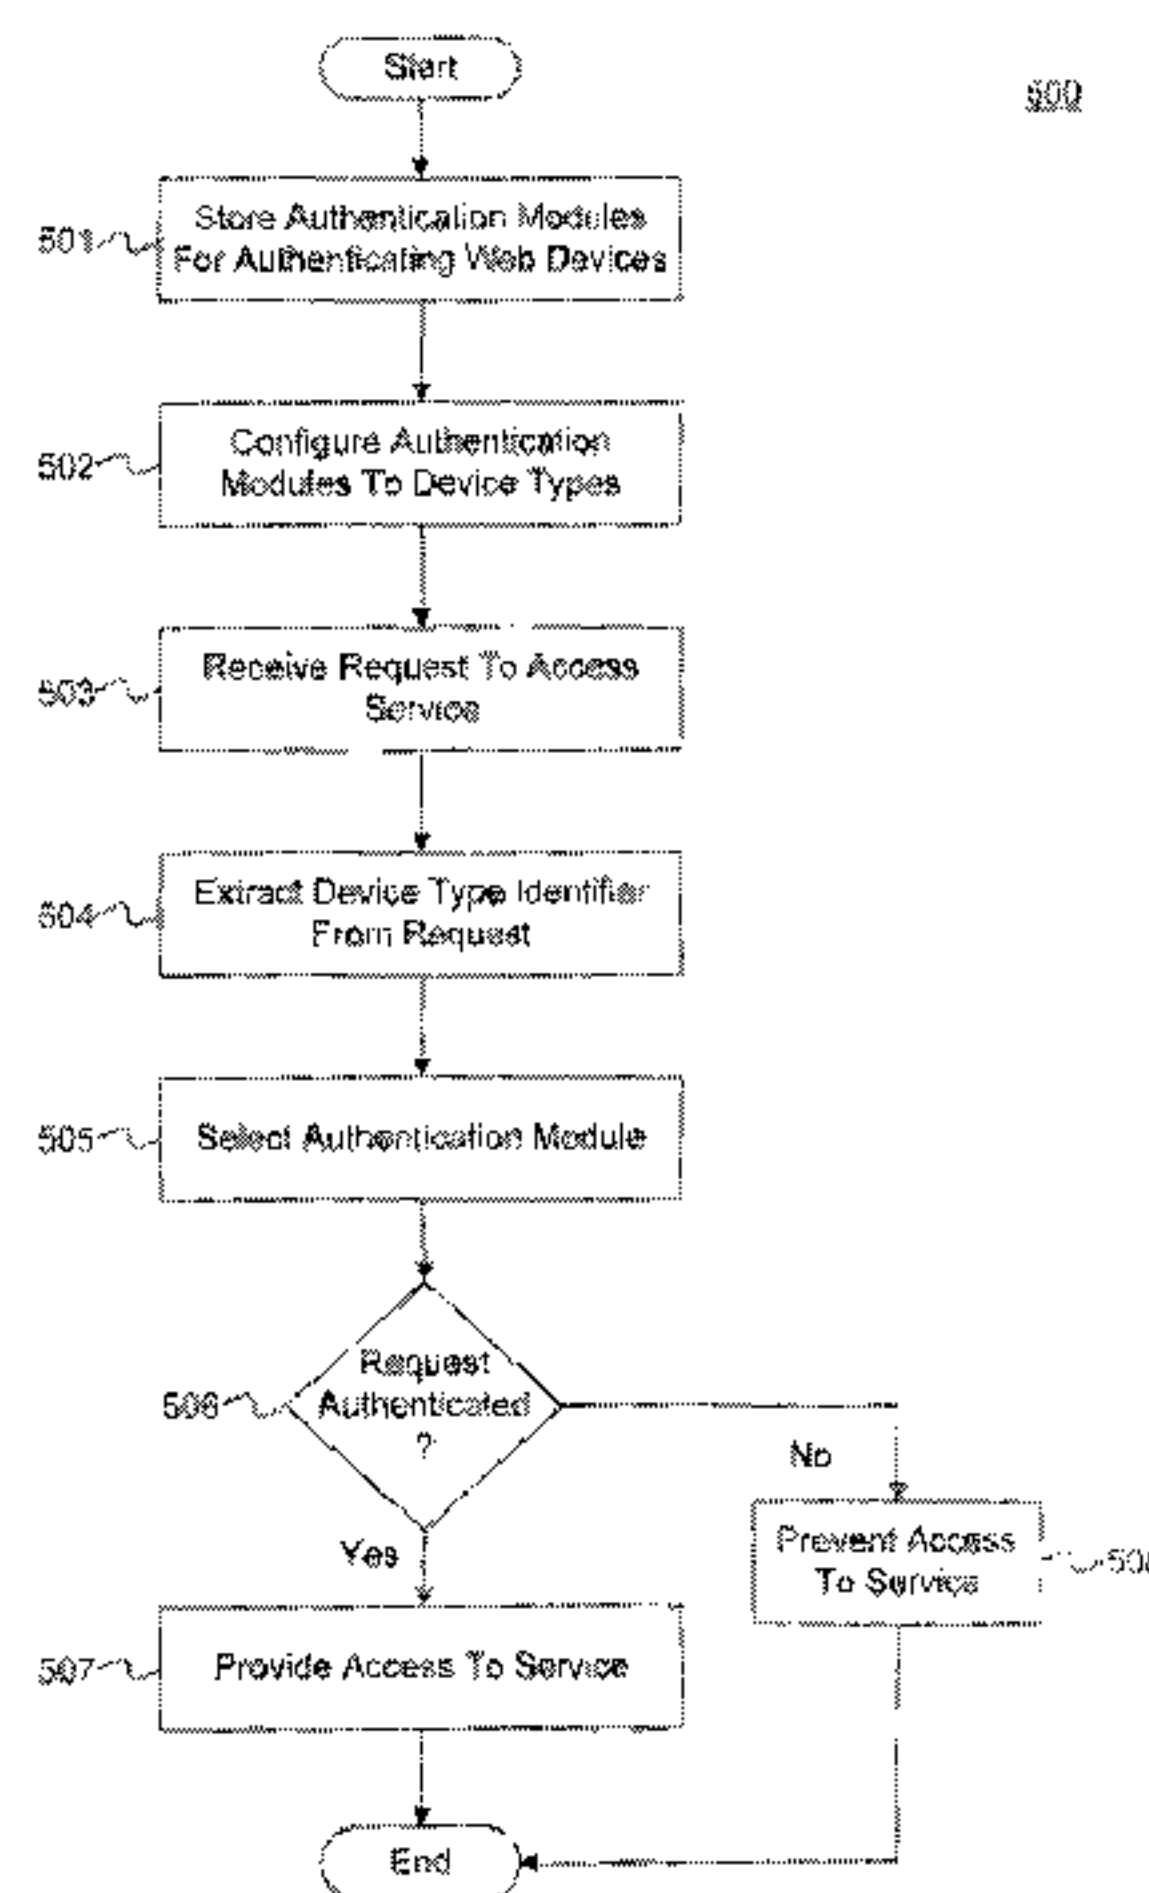 Start
500
501
Store Authentication Modules
For Authenticating Web Devices
502
Configure Authentication
Modules To Device Types
503
Receive Request To Access
Service
504
Extract Device Type Identifier
From Request
505
Select Authentication Module
506
Request
Authenticated
?
No
Yes
Prevent Access
To Service
507
Provide Access To Service
End